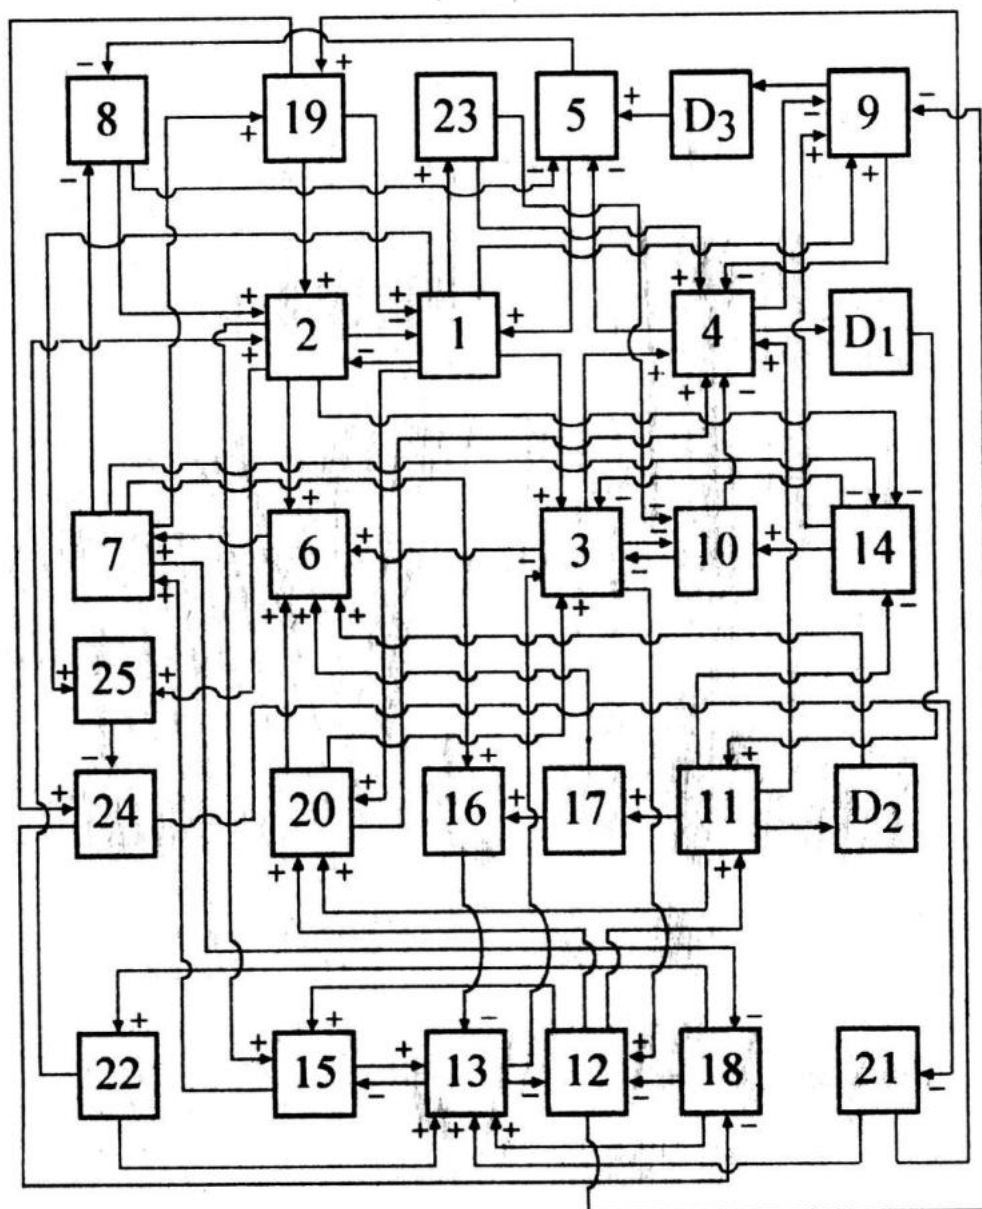 - + +
8 19 23 5 D3 9
- + + - - + - - + +
+ + + -
2 1 4 D1
+ - + - + + + + -
+ + - - - -
7 6 3 10 14
+ + + - - - + -
+ + + + +
25
+ + -
24 20 16 17 11 D2
+ + + + + + + + +
22 15 13 12 18 21
+ + + + - + - - - - -
+ + + -